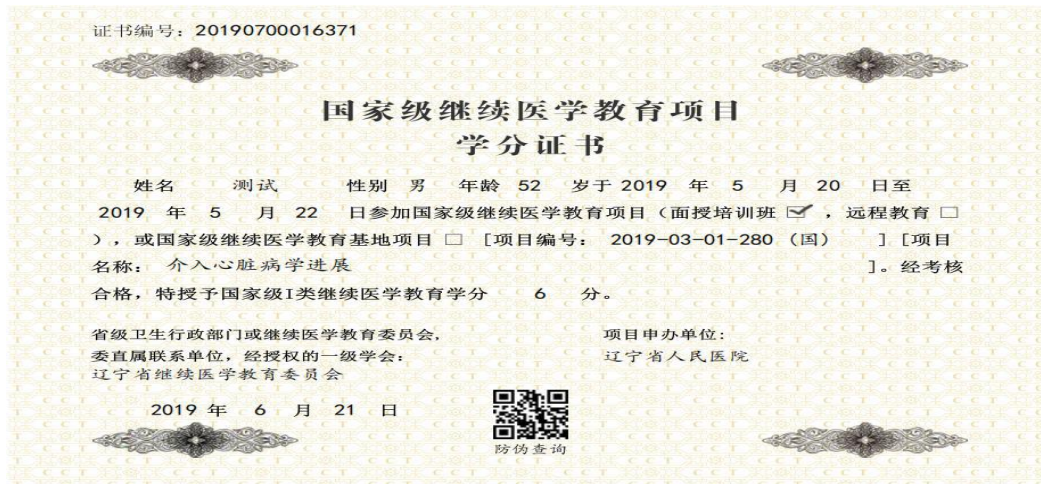 证书编号：20190700016371
国家级继续医学教育项目
学分证书
姓名 测试 性别 男 年龄 52 岁于 2019 年 5 月 20 日至
2019 年 5 月 22 日参加国家级继续医学教育项目（面授培训班 ☑，远程教育 □
），或国家级继续医学教育基地项目 □ [项目编号： 2019-03-01-280（国） ] [项目
名称： 介入心脏病学进展 ]。经考核
合格，特授予国家级I类继续医学教育学分 6 分。
省级卫生行政部门或继续医学教育委员会，
委直属联系单位，经授权的一级学会：
辽宁省继续医学教育委员会
项目申办单位：
辽宁省人民医院
2019 年 6 月 21 日
防伪查询